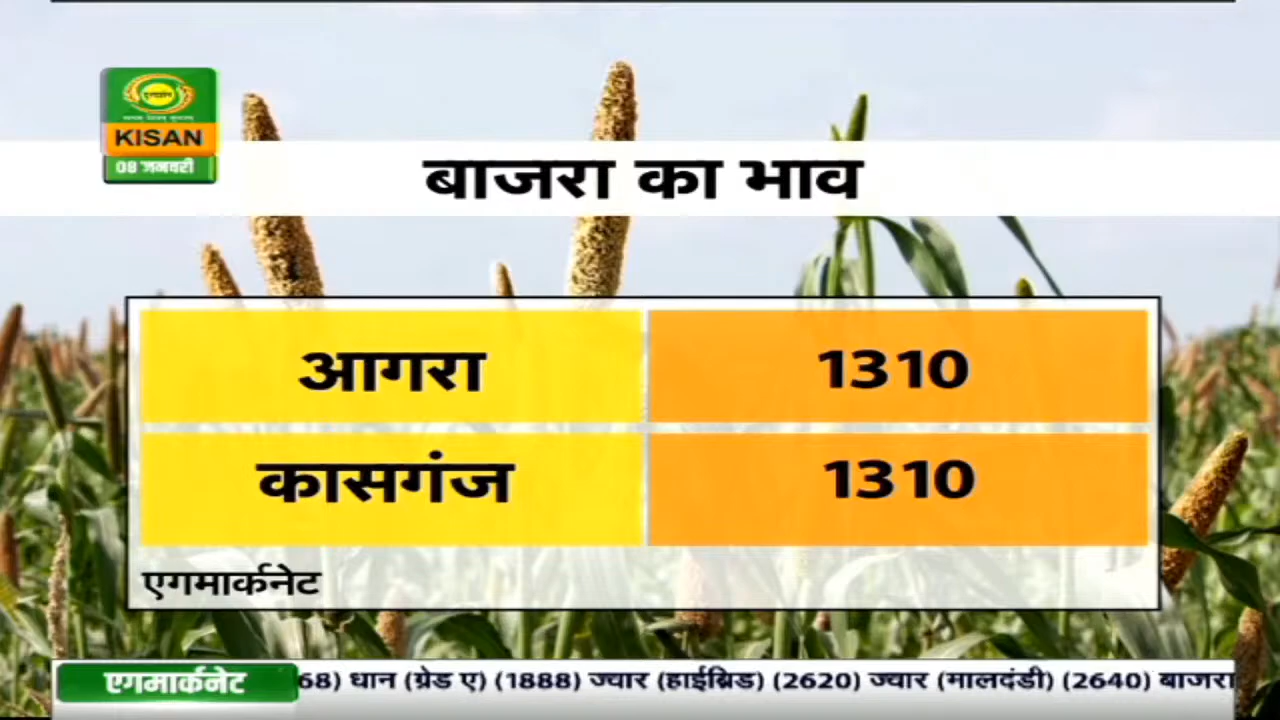 KISAN
08 जनवरी
बाजरा का भाव
आगरा 1310
कासगंज 1310
एगमार्कनेट
एगमार्कनेट 68) धान (ग्रेड ए) (1888) ज्वार (हाईब्रिड) (2620) ज्वार (मालदंडी) (2640) बाजरा